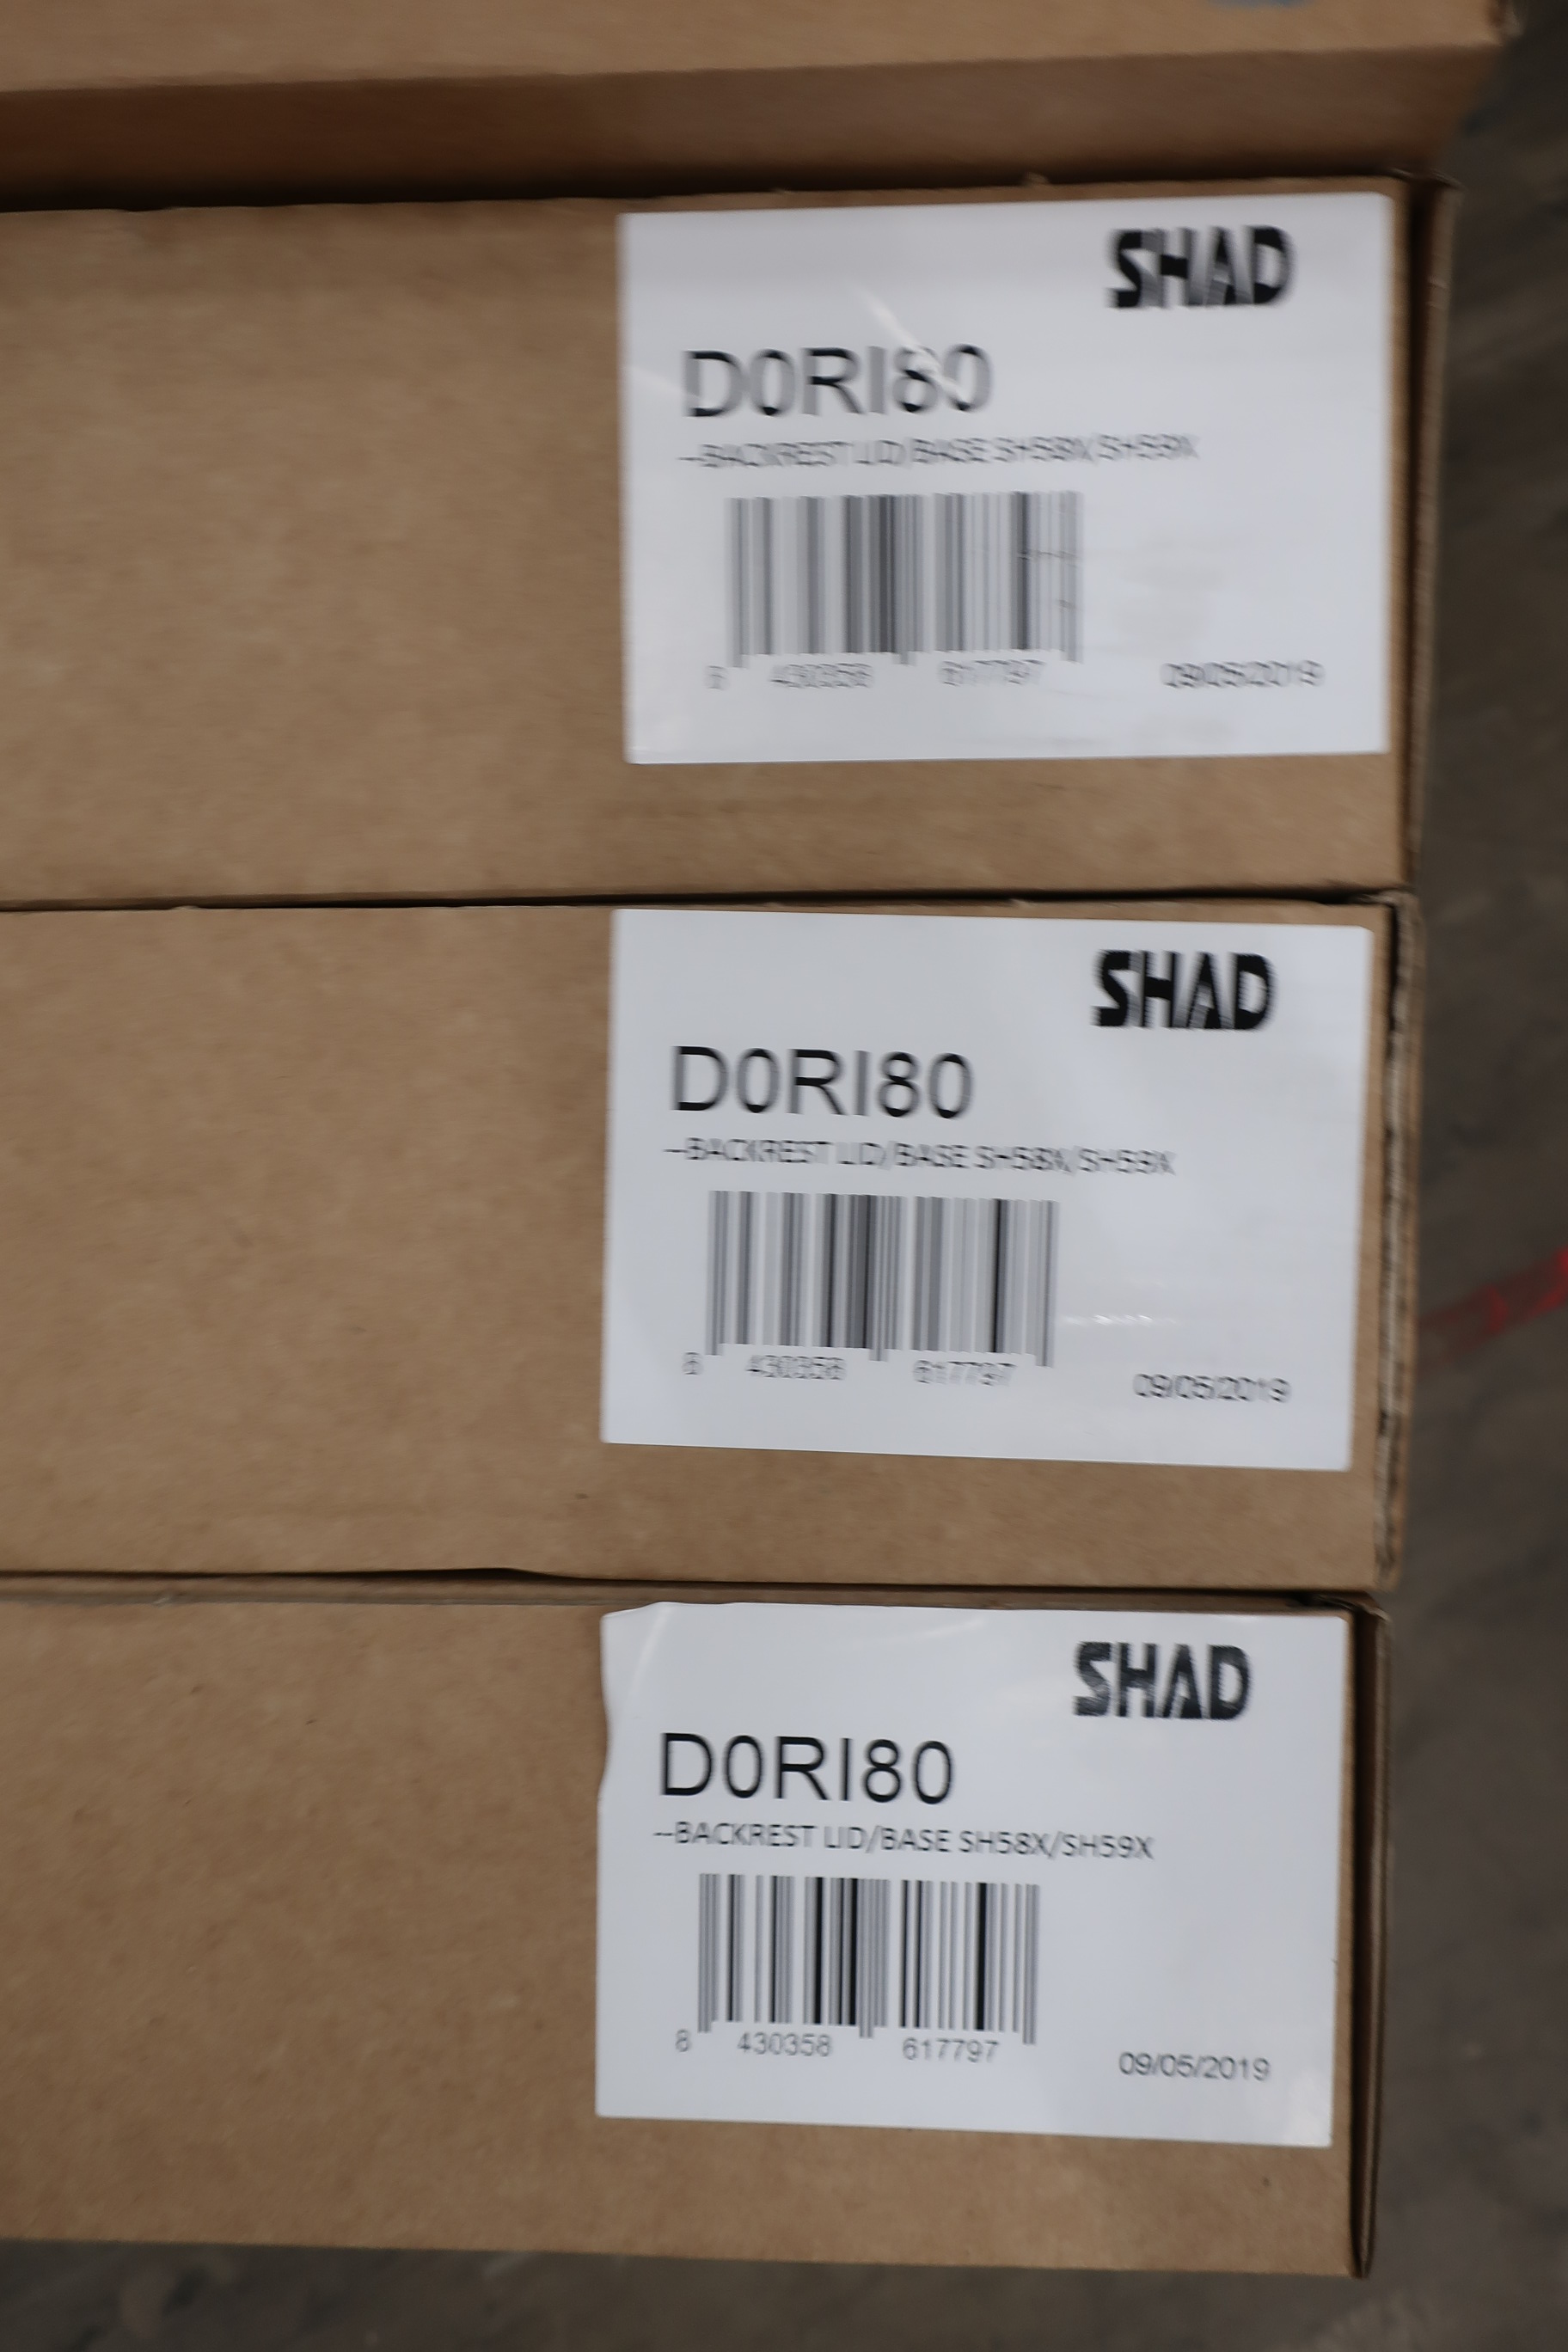 SHAD
D0RI80
--BACKREST LID/BASE SH58X/SH59X
8 430358 617797
09/05/2019
SHAD
D0RI80
--BACKREST LID/BASE SH58X/SH59X
8 430358 617797
09/05/2019
SHAD
D0RI80
--BACKREST LID/BASE SH58X/SH59X
8 430358 617797
09/05/2019